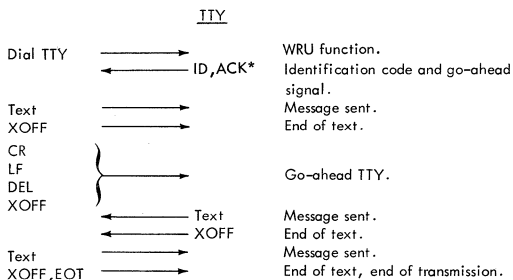 TTY
Dial TTY WRU function.
ID,ACK* Identification code and go-ahead
signal.
Text Message sent.
XOFF End of text.
CR
LF
DEL
XOFF
Go-ahead TTY.
Text Message sent.
XOFF End of text.
Text Message sent.
XOFF,EOT End of text, end of transmission.